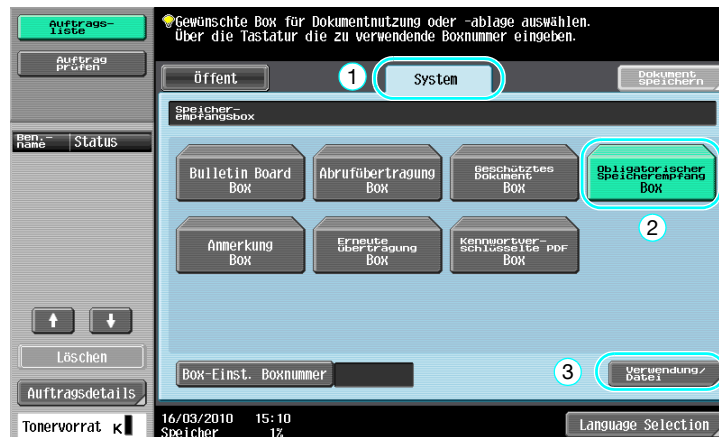 Auftrags-
liste
Auftrag
prüfen
Ben.-
name
Status
Löschen
Auftragsdetails
Tonervorrat K
Gewünschte Box für Dokumentnutzung oder -ablage auswählen.
Über die Tastatur die zu verwendende Boxnummer eingeben.
Öffent
1
System
Dokument
speichern
Speicher-
empfangsbox
Bulletin Board
Box
Abrufübertragung
Box
Geschütztes
Dokument
Box
Obligatorischer
Speicherempfang
Box
2
Anmerkung
Box
Erneute
übertragung
Box
Kennwortver-
schlüsselte PDF
Box
Box-Einst. Boxnummer
3
Verwendung/
Datei
16/03/2010 15:10
Speicher 1%
Language Selection